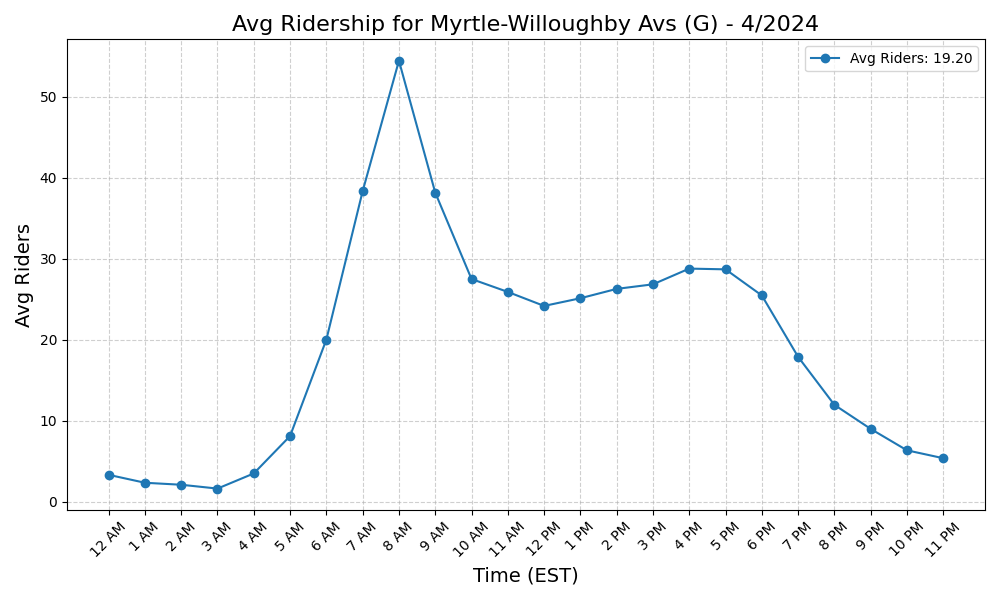 Avg Ridership for Myrtle-Willoughby Avs (G) - 4/2024
Avg Riders: 19.20
Avg Riders
50
40
30
20
10
0
12 AM
1 AM
2 AM
3 AM
4 AM
5 AM
6 AM
7 AM
8 AM
9 AM
10 AM
11 AM
12 PM
1 PM
2 PM
3 PM
4 PM
5 PM
6 PM
7 PM
8 PM
9 PM
10 PM
11 PM
Time (EST)